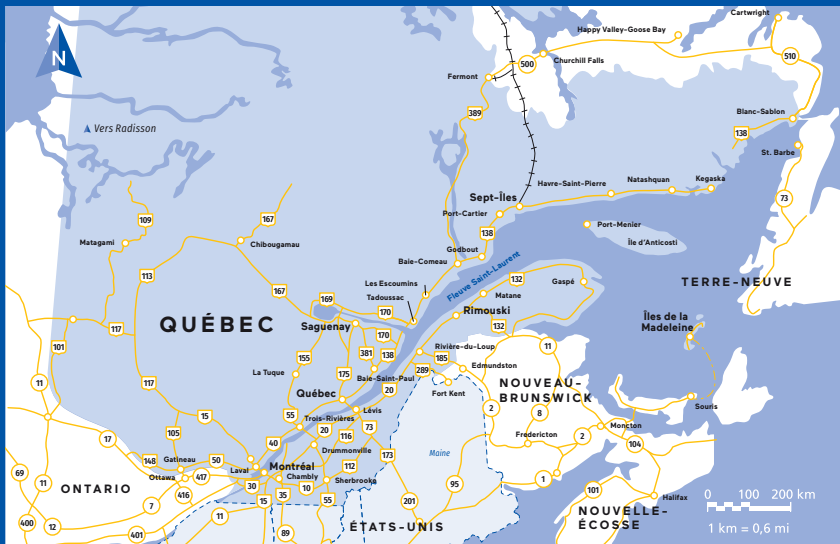 Cartwright
Happy Valley-Goose Bay
N
500
Churchill Falls
510
Fermont
389
Blanc-Sablon
Vers Radisson
138
St. Barbe
Havre-Saint-Pierre
Natashquan
Kegaska
Sept-Îles
73
109
167
Port-Cartier
Port-Menier
138
Matagami
Chibougamau
Île d'Anticosti
Godbout
Baie-Comeau
113
Fleuve Saint-Laurent
132
Gaspé
TERRE-NEUVE
Les Escoumins
167
Tadoussac
Matane
169
170
Rimouski
Îles de la
Madeleine
QUÉBEC
Saguenay
132
117
170
101
155
381
138
Rivière-du-Loup
11
185
La Tuque
175
Baie-Saint-Paul
289
Edmundston
11
117
20
Fort Kent
NOUVEAU-
BRUNSWICK
Québec
Lévis
Souris
15
55
Trois-Rivières
2
8
105
20
116
73
Moncton
17
40
Fredericton
2
104
148
Gatineau
50
Drummonville
173
Maine
69
Laval
Montréal
112
Ottawa
417
Chambly
Sherbrooke
11
30
10
95
1
101
ONTARIO
416
15
35
55
201
Halifax
0 100 200 km
7
11
NOUVELLE-
ÉCOSSE
400
12
401
89
ÉTATS-UNIS
1 km = 0,6 mi